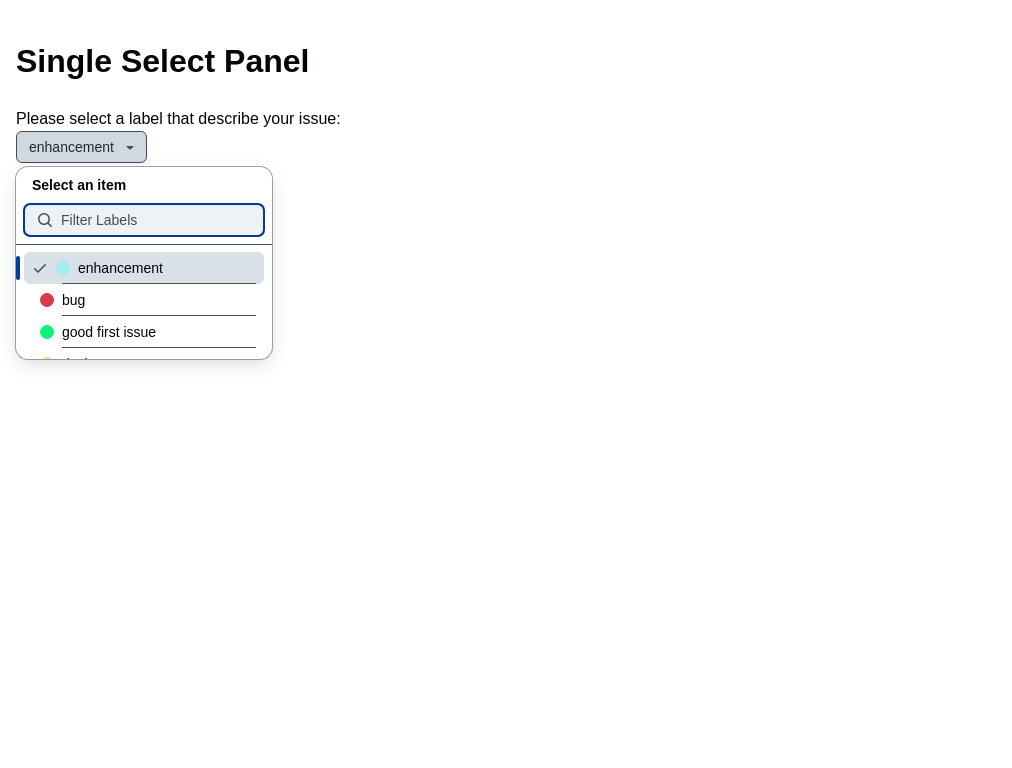 Single Select Panel
Please select a label that describe your issue:
enhancement
Select an item
Filter Labels
enhancement
bug
good first issue